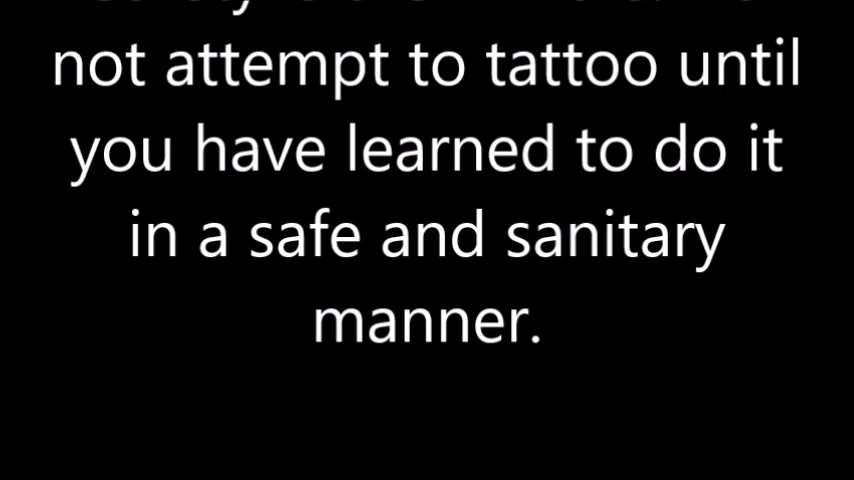 not attempt to tattoo until
you have learned to do it
in a safe and sanitary
manner.